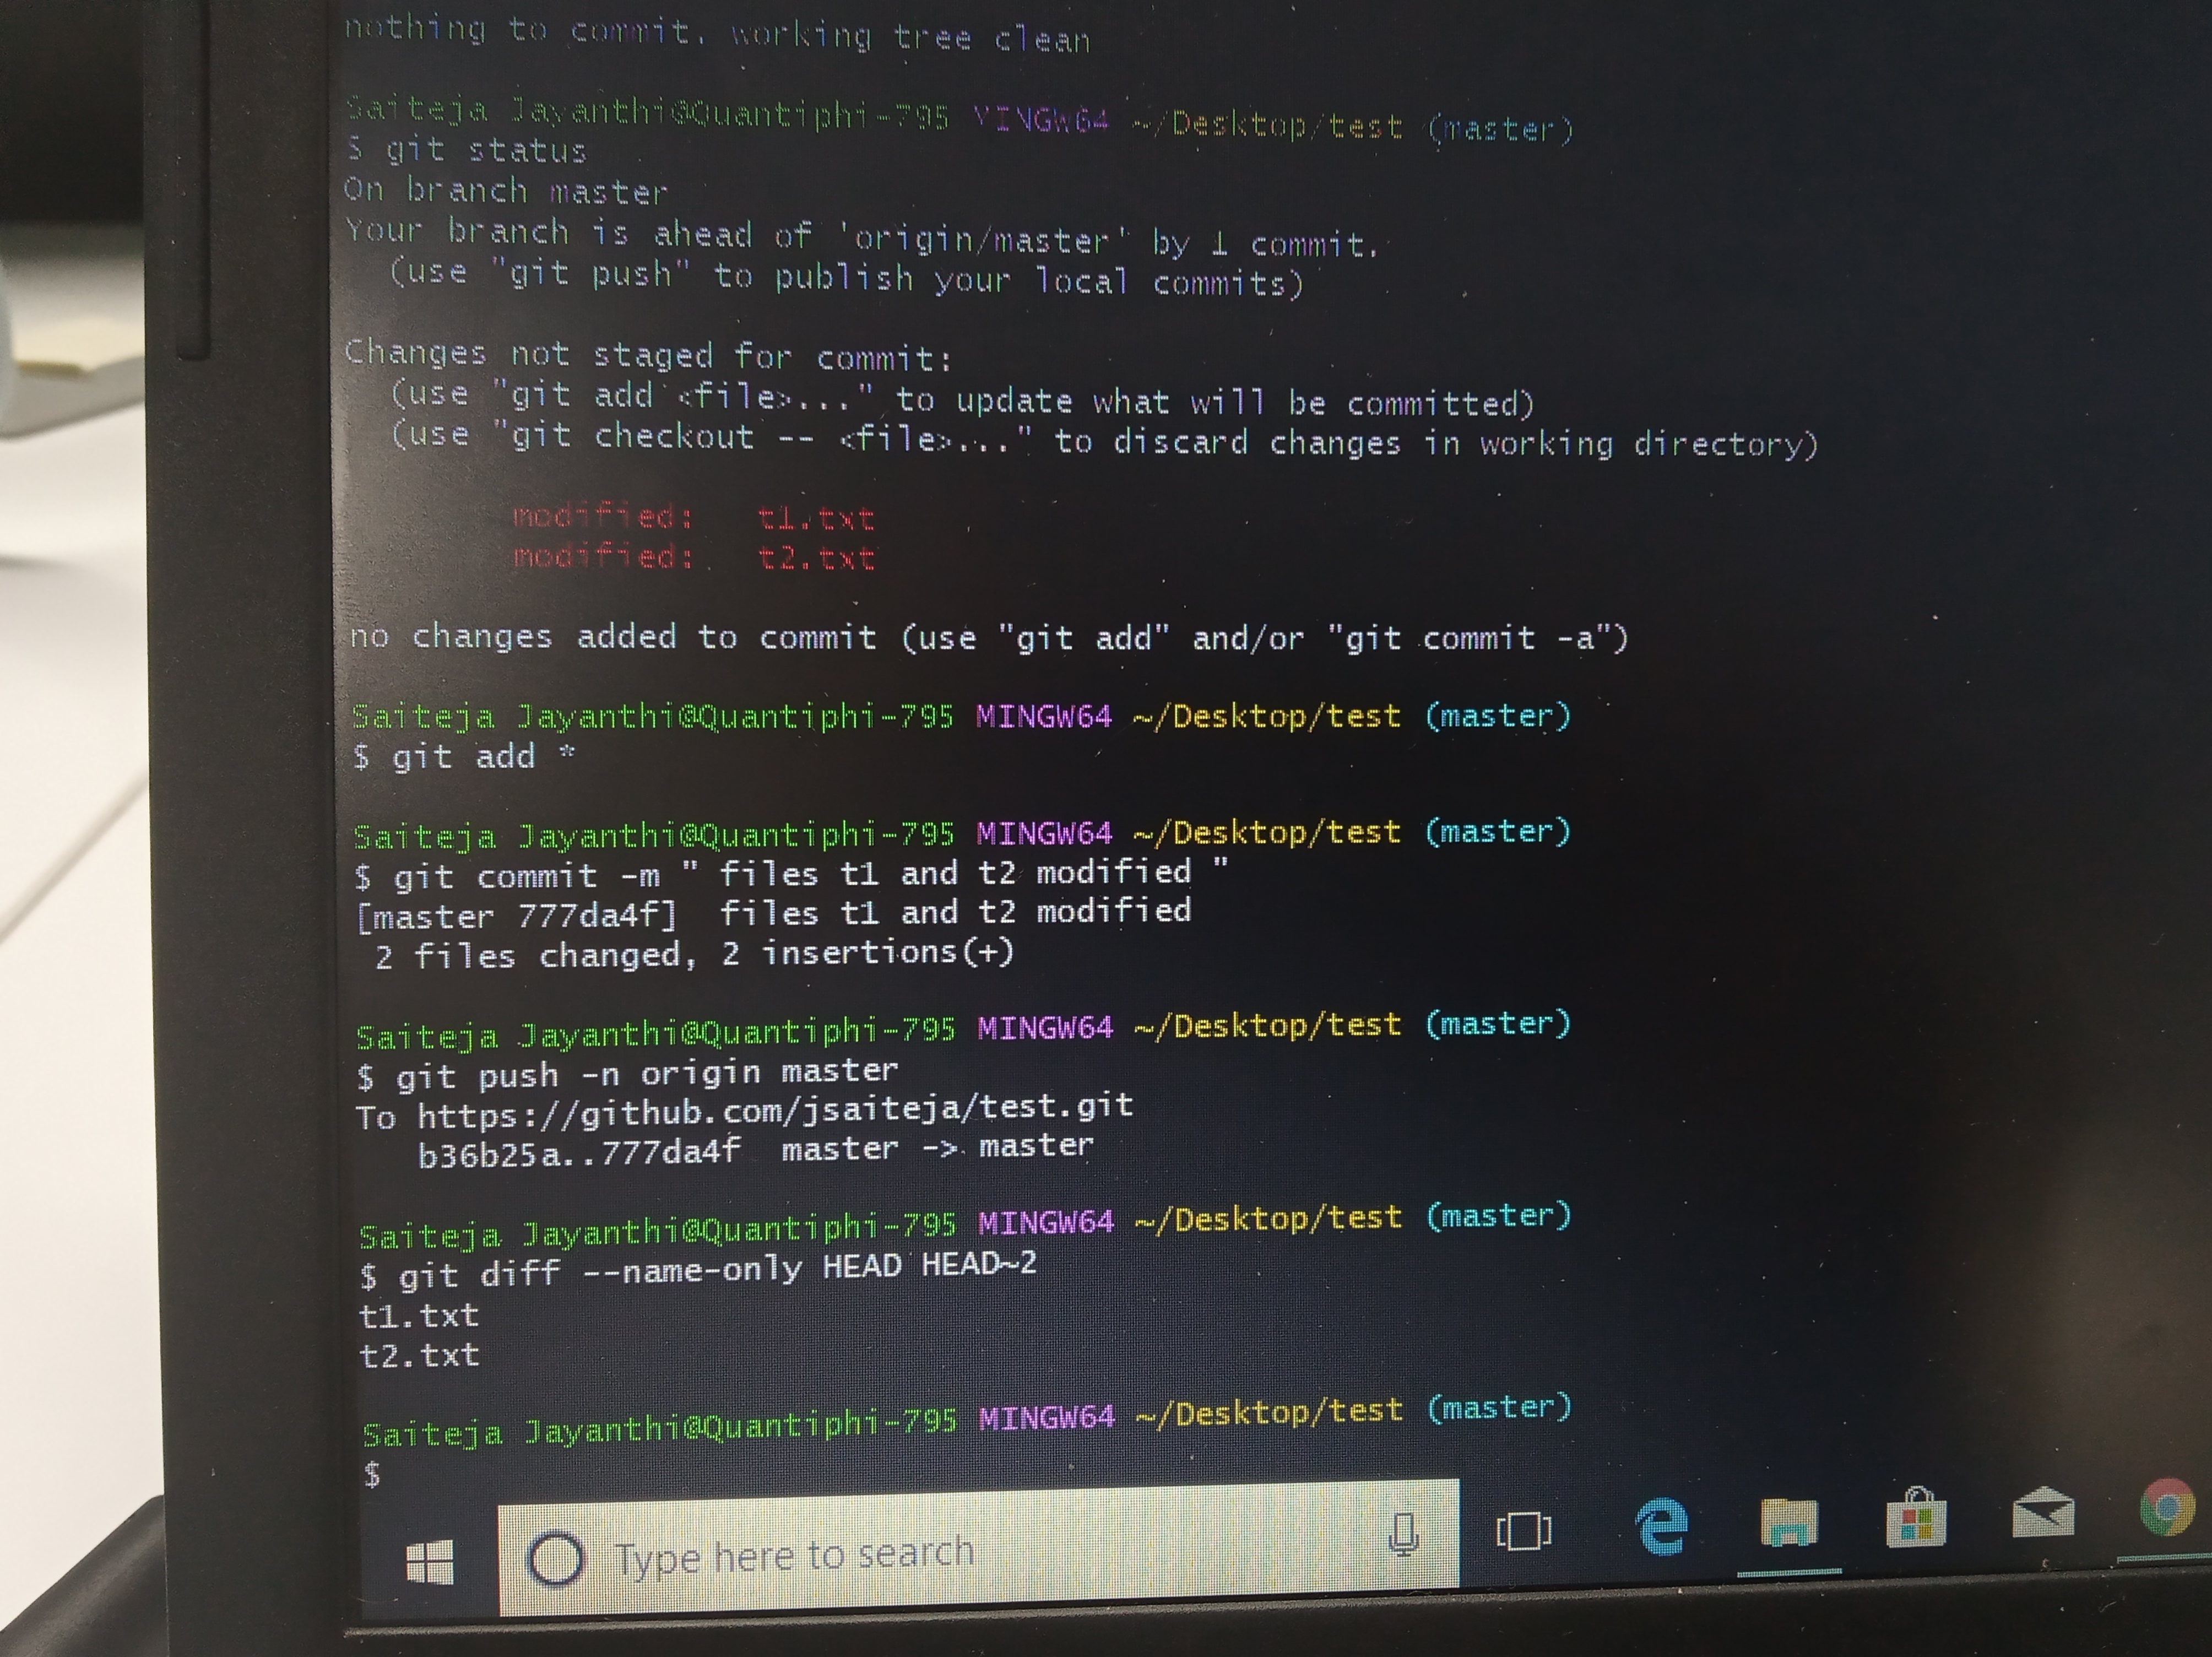 nothing to commit. working tree clean
Saiteja Jayanthi@Quantiphi-795 MINGW64 ~/Desktop/test (master)
$ git status
On branch master
Your branch is ahead of 'origin/master' by 1 commit.
(use "git push" to publish your local commits)
Changes not staged for commit:
(use "git add <file>..." to update what will be committed)
(use "git checkout -- <file>..." to discard changes in working directory)
modified: t1.txt
modified: t2.txt
no changes added to commit (use "git add" and/or "git commit -a")
Saiteja Jayanthi@Quantiphi-795 MINGW64 ~/Desktop/test (master)
$ git add *
Saiteja Jayanthi@Quantiphi-795 MINGW64 ~/Desktop/test (master)
$ git commit -m " files t1 and t2 modified "
[master 777da4f]  files t1 and t2 modified
2 files changed, 2 insertions(+)
Saiteja Jayanthi@Quantiphi-795 MINGW64 ~/Desktop/test (master)
$ git push -n origin master
To https://github.com/jsaiteja/test.git
b36b25a..777da4f  master -> master
Saiteja Jayanthi@Quantiphi-795 MINGW64 ~/Desktop/test (master)
$ git diff --name-only HEAD HEAD~2
t1.txt
t2.txt
Saiteja Jayanthi@Quantiphi-795 MINGW64 ~/Desktop/test (master)
$
Type here to search